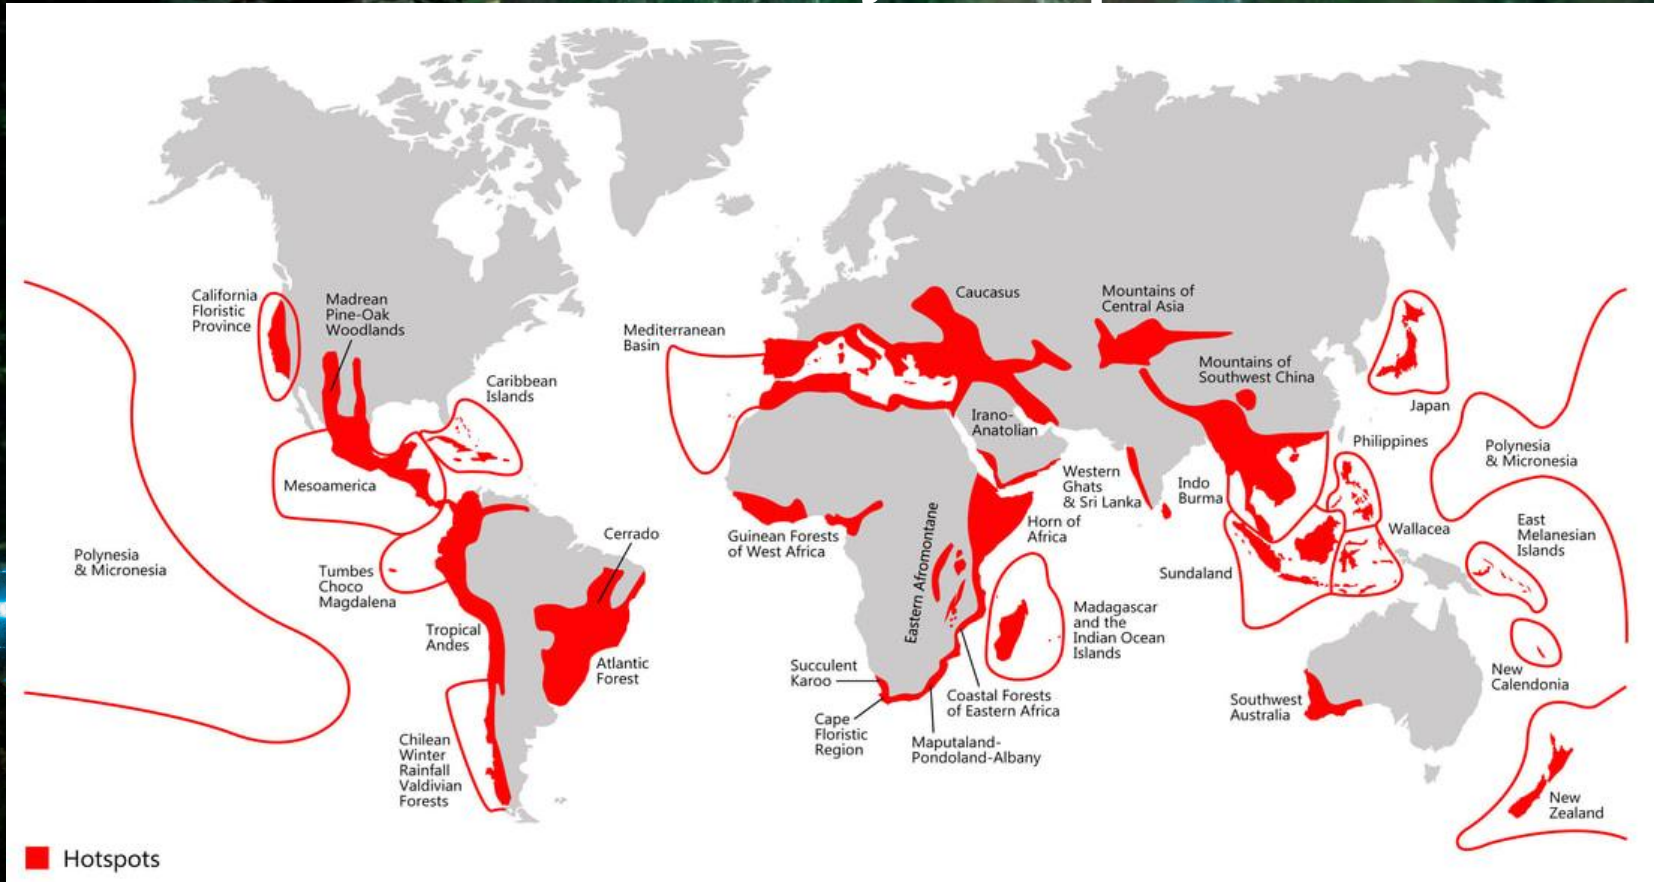 California
Floristic
Province
Madrean
Pine-Oak
Woodlands
Caribbean
Islands
Mesoamerica
Polynesia
& Micronesia
Tumbes
Choco
Magdalena
Tropical
Andes
Cerrado
Atlantic
Forest
Chilean
Winter
Rainfall
Valdivian
Forests
Mediterranean
Basin
Caucasus
Irano-
Anatolian
Guinean Forests
of West Africa
Eastern Afromontane
Horn of
Africa
Succulent
Karoo
Cape
Floristic
Region
Maputaland-
Pondoland-Albany
Coastal Forests
of Eastern Africa
Madagascar
and the
Indian Ocean
Islands
Mountains of
Central Asia
Mountains of
Southwest China
Western
Ghats
& Sri Lanka
Indo
Burma
Japan
Philippines
Polynesia
& Micronesia
Wallacea
East
Melanesian
Islands
Sundaland
New
Calendonia
Southwest
Australia
New
Zealand
Hotspots